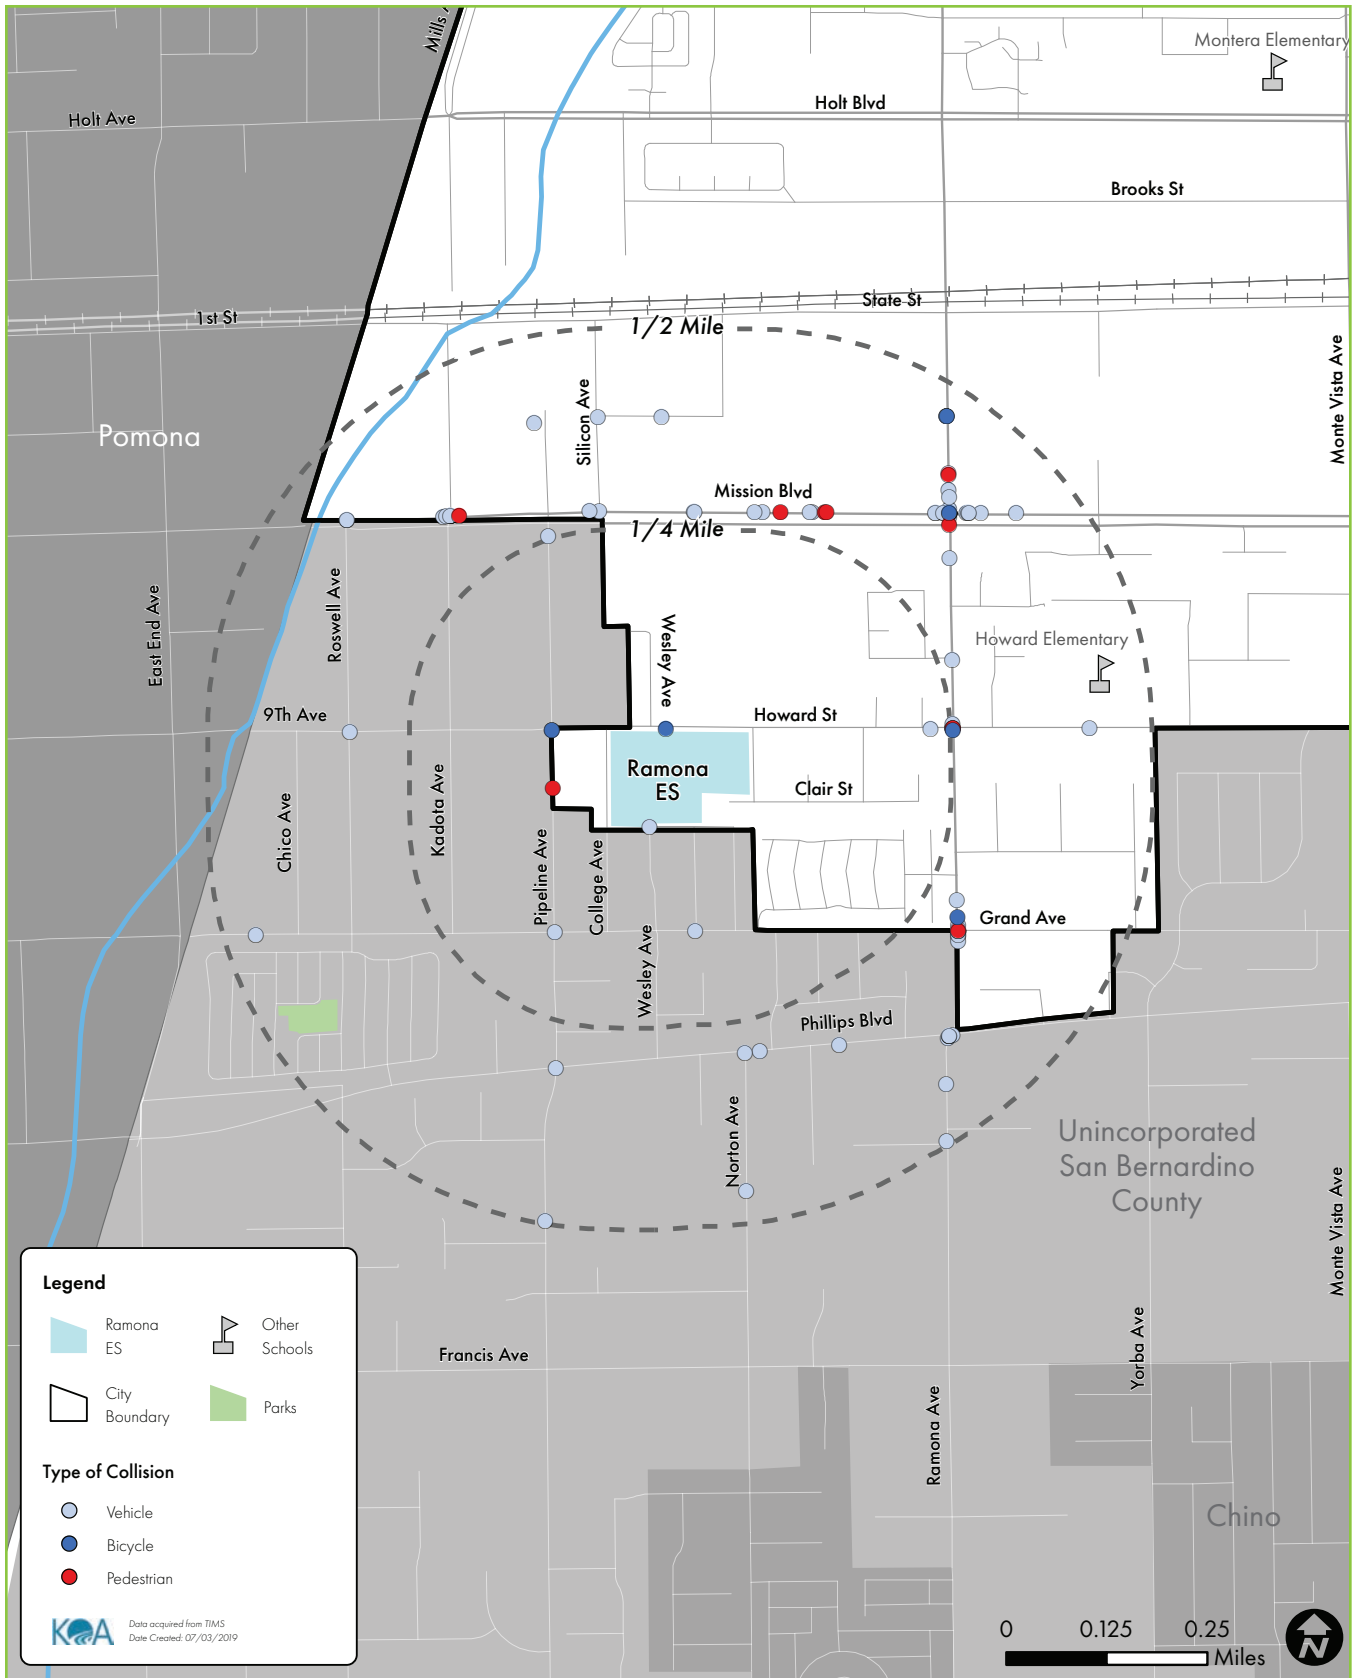 Mills
Montera Elementary
Holt Blvd
Holt Ave
Brooks St
State St
1st St
1/2 Mile
Monte Vista Ave
Silicon Ave
Pomona
Mission Blvd
1/4 Mile
Roswell Ave
East End Ave
Wesley Ave
Howard Elementary
9Th Ave
Howard St
Ramona
ES
Clair St
Kadota Ave
Chico Ave
Pipeline Ave
College Ave
Grand Ave
Wesley Ave
Phillips Blvd
Norton Ave
Unincorporated
San Bernardino
County
Monte Vista Ave
Yorba Ave
Francis Ave
Ramona Ave
Chino
Legend
Ramona
ES
Other
Schools
City
Boundary
Parks
Type of Collision
Vehicle
Bicycle
Pedestrian
KOA
Data acquired from TIMS
Date Created: 07/03/2019
0 0.125 0.25
Miles
N